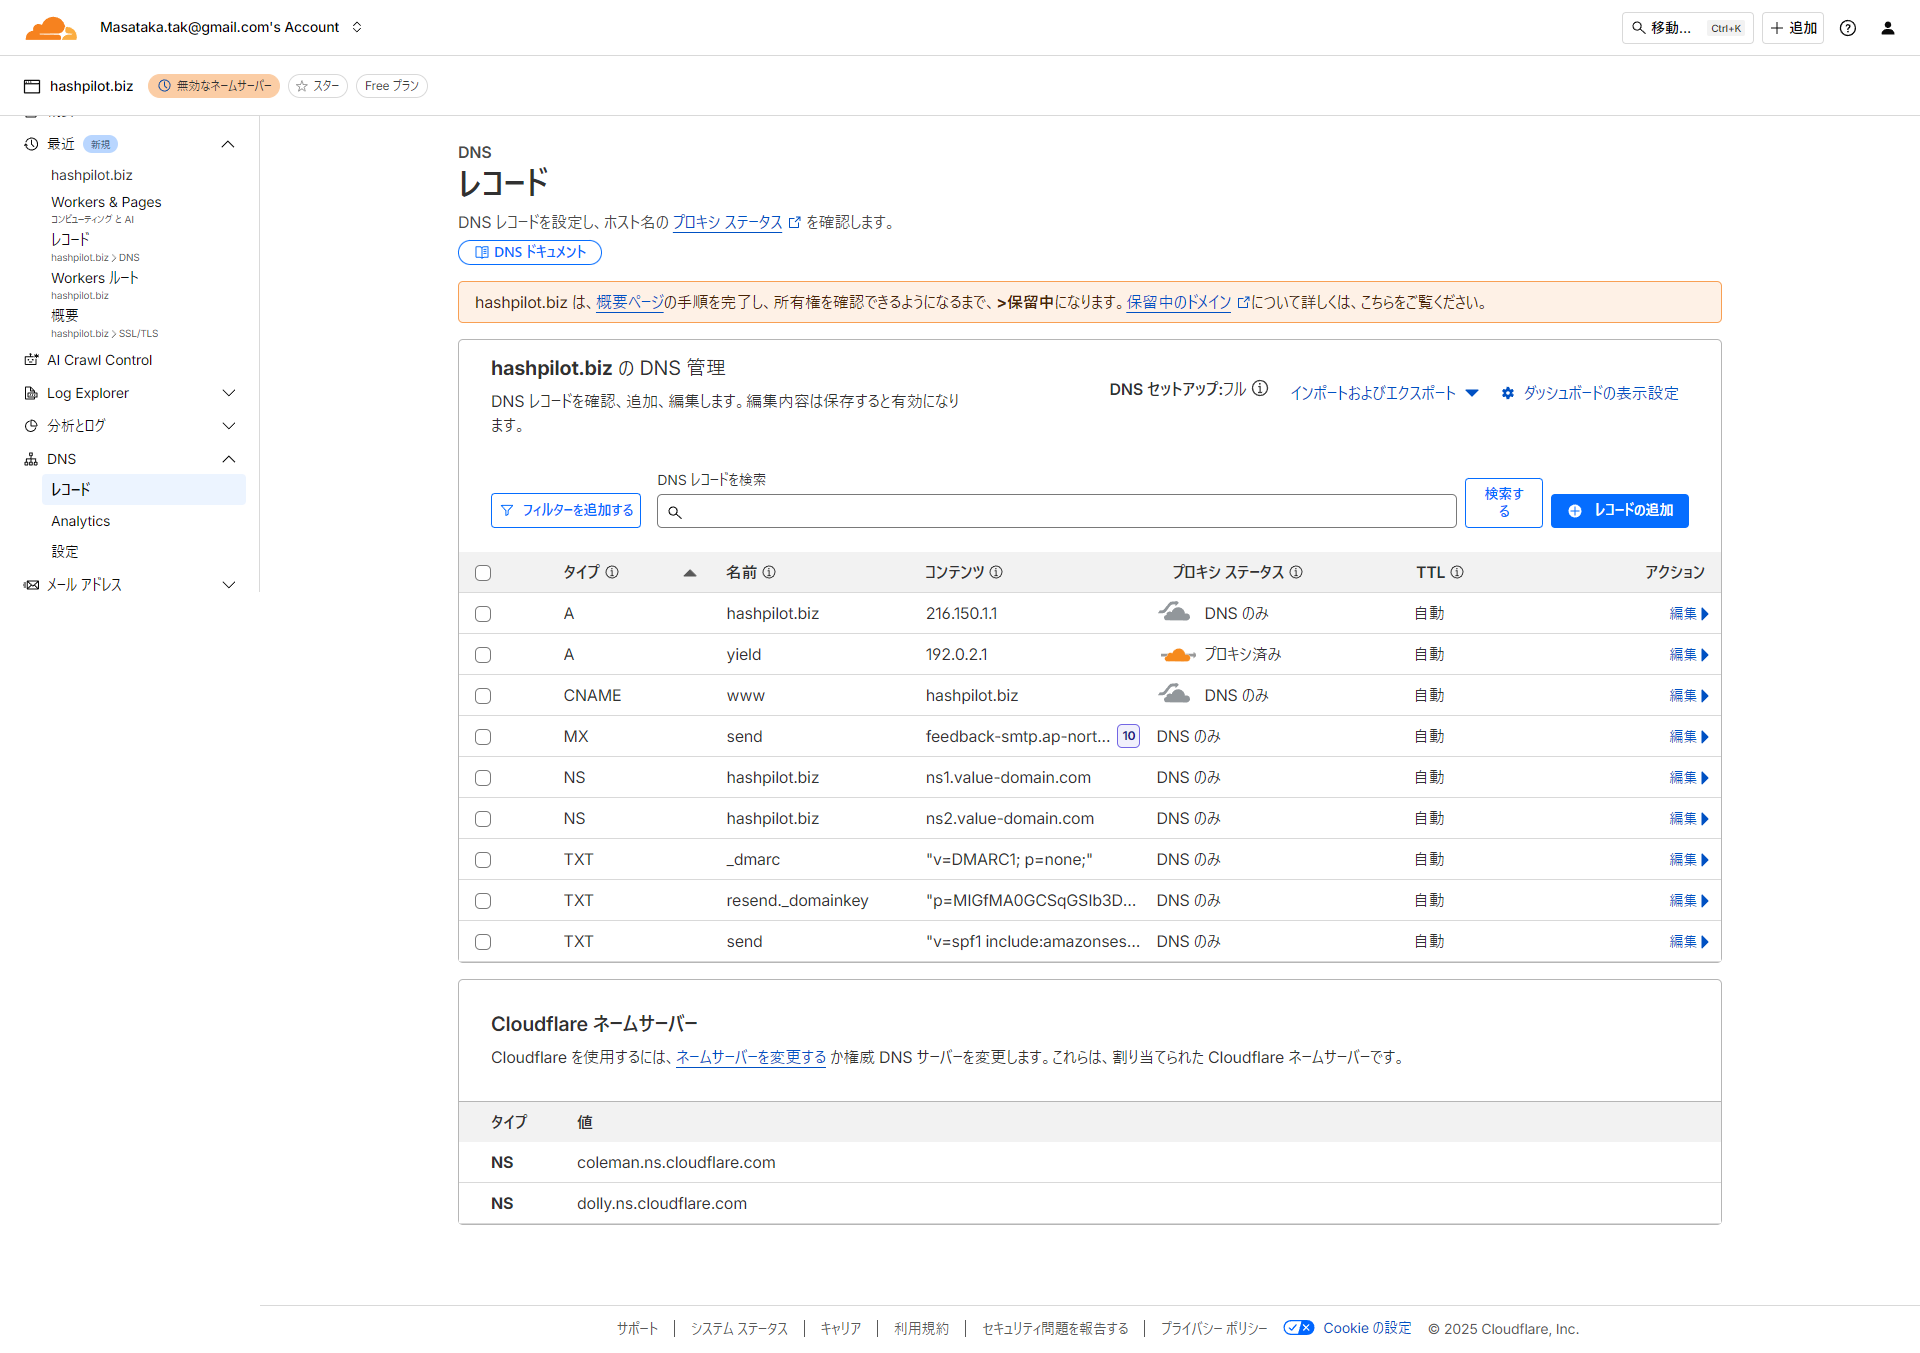 Masataka.tak@gmail.com's Account
移動... Ctrl+K
追加
hashpilot.biz
無効なネームサーバー
スター
Free プラン
最近 新規
hashpilot.biz
Workers & Pages
コンピューティング と AI
レコード
hashpilot.biz > DNS
Workers ルート
hashpilot.biz
概要
hashpilot.biz > SSL/TLS
AI Crawl Control
Log Explorer
分析とログ
DNS
レコード
Analytics
設定
メール アドレス
DNS
レコード
DNS レコードを設定し、ホスト名の プロキシ ステータス を確認します。
DNS ドキュメント
hashpilot.biz は、概要ページの手順を完了し、所有権を確認できるようになるまで、>保留中になります。保留中のドメイン について詳しくは、こちらをご覧ください。
hashpilot.biz の DNS 管理
DNS レコードを確認、追加、編集します。編集内容は保存すると有効になり
ます。
DNS セットアップ:フル
インポートおよびエクスポート
ダッシュボードの表示設定
フィルターを追加する
DNS レコードを検索
検索す
る
レコードの追加
タイプ 名前 コンテンツ プロキシ ステータス TTL アクション
A hashpilot.biz 216.150.1.1 DNS のみ 自動 編集
A yield 192.0.2.1 プロキシ済み 自動 編集
CNAME www hashpilot.biz DNS のみ 自動 編集
MX send feedback-smtp.ap-nort... 10 DNS のみ 自動 編集
NS hashpilot.biz ns1.value-domain.com DNS のみ 自動 編集
NS hashpilot.biz ns2.value-domain.com DNS のみ 自動 編集
TXT _dmarc "v=DMARC1; p=none;" DNS のみ 自動 編集
TXT resend._domainkey "p=MIGfMA0GCSqGSIb3D... DNS のみ 自動 編集
TXT send "v=spf1 include:amazonses... DNS のみ 自動 編集
Cloudflare ネームサーバー
Cloudflare を使用するには、ネームサーバーを変更する か権威 DNS サーバーを変更します。これらは、割り当てられた Cloudflare ネームサーバーです。
タイプ 値
NS coleman.ns.cloudflare.com
NS dolly.ns.cloudflare.com
サポート
システム ステータス
キャリア
利用規約
セキュリティ問題を報告する
プライバシー ポリシー
Cookie の設定
© 2025 Cloudflare, Inc.